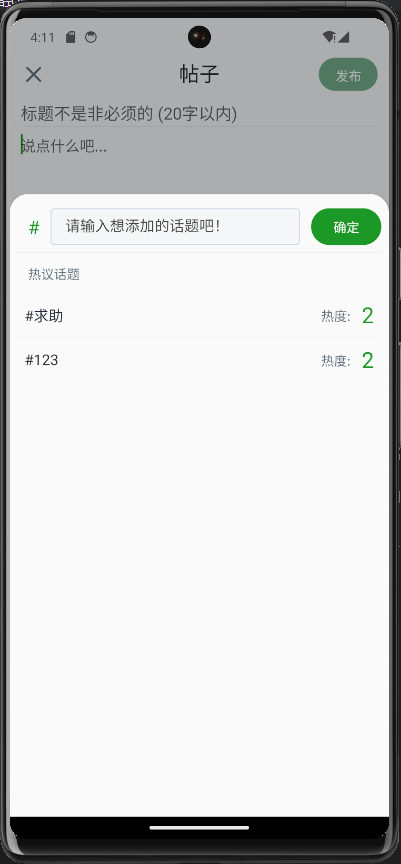 4:11
帖子
发布
标题不是非必须的 (20字以内)
说点什么吧...
#
请输入想添加的话题吧！
确定
热议话题
#求助 热度: 2
#123 热度: 2